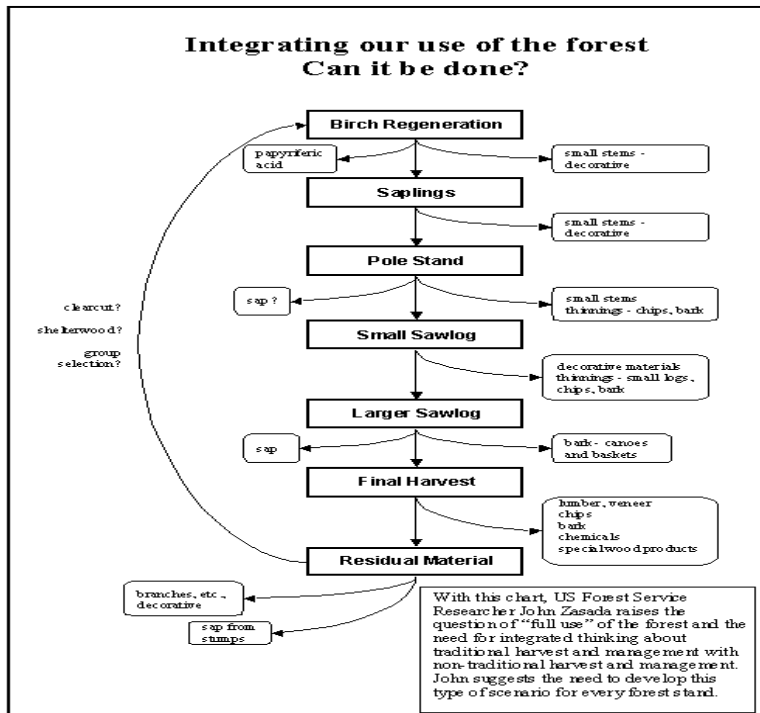 Integrating our use of the forest
Can it be done?
Birch Regeneration
papyriferic
acid
small stems -
decorative
Saplings
small stems -
decorative
Pole Stand
sap ?
small stems
thinnings - chips, bark
clearcut?
shelterwood?
group
selection?
Small Sawlog
decorative materials
thinnings - small logs,
chips, bark
Larger Sawlog
sap
bark - canoes
and baskets
Final Harvest
lumber, veneer
chips
bark
chemicals
special wood products
Residual Material
branches, etc.,
decorative
sap from
stumps
With this chart, US Forest Service
Researcher John Zasada raises the
question of “full use” of the forest and the
need for integrated thinking about
traditional harvest and management with
non-traditional harvest and management.
John suggests the need to develop this
type of scenario for every forest stand.